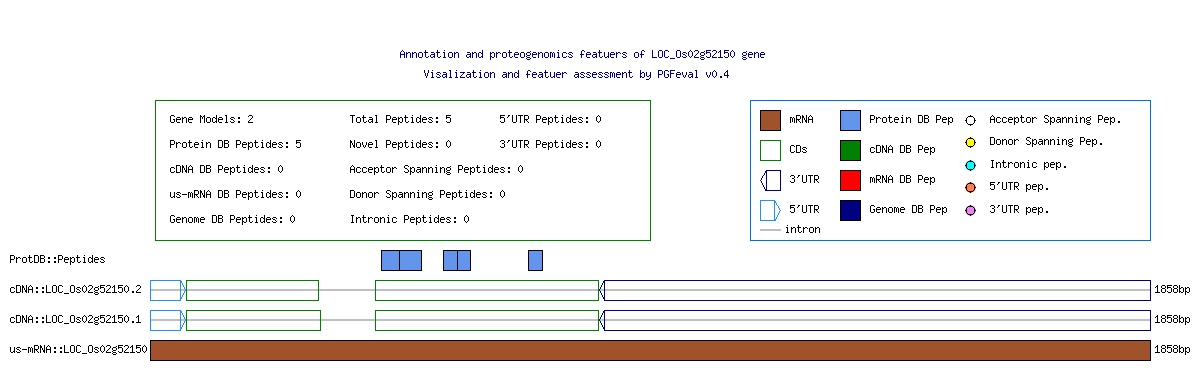 Annotation and proteogenomics featuers of LOC_Os02g52150 gene
Visalization and featuer assessment by PGFeval v0.4
Gene Models: 2
Total Peptides: 5
5'UTR Peptides: 0
Protein DB Peptides: 5
Novel Peptides: 0
3'UTR Peptides: 0
cDNA DB Peptides: 0
Acceptor Spanning Peptides: 0
us-mRNA DB Peptides: 0
Donor Spanning Peptides: 0
Genome DB Peptides: 0
Intronic Peptides: 0
mRNA
Protein DB Pep
Acceptor Spanning Pep.
CDs
cDNA DB Pep
Donor Spanning Pep.
3'UTR
mRNA DB Pep
Intronic pep.
5'UTR
Genome DB Pep
5'UTR pep.
3'UTR pep.
intron
ProtDB::Peptides
cDNA::LOC_Os02g52150.2
1858bp
cDNA::LOC_Os02g52150.1
1858bp
us-mRNA::LOC_Os02g52150
1858bp